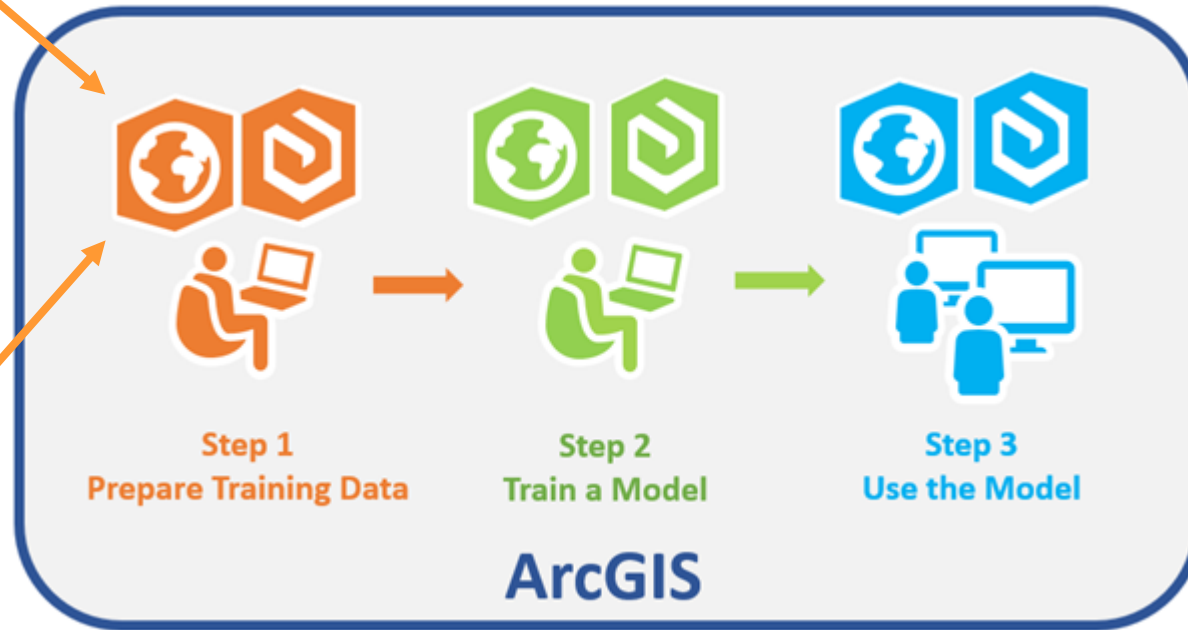 Step 1
Prepare Training Data
Step 2
Train a Model
Step 3
Use the Model
ArcGIS